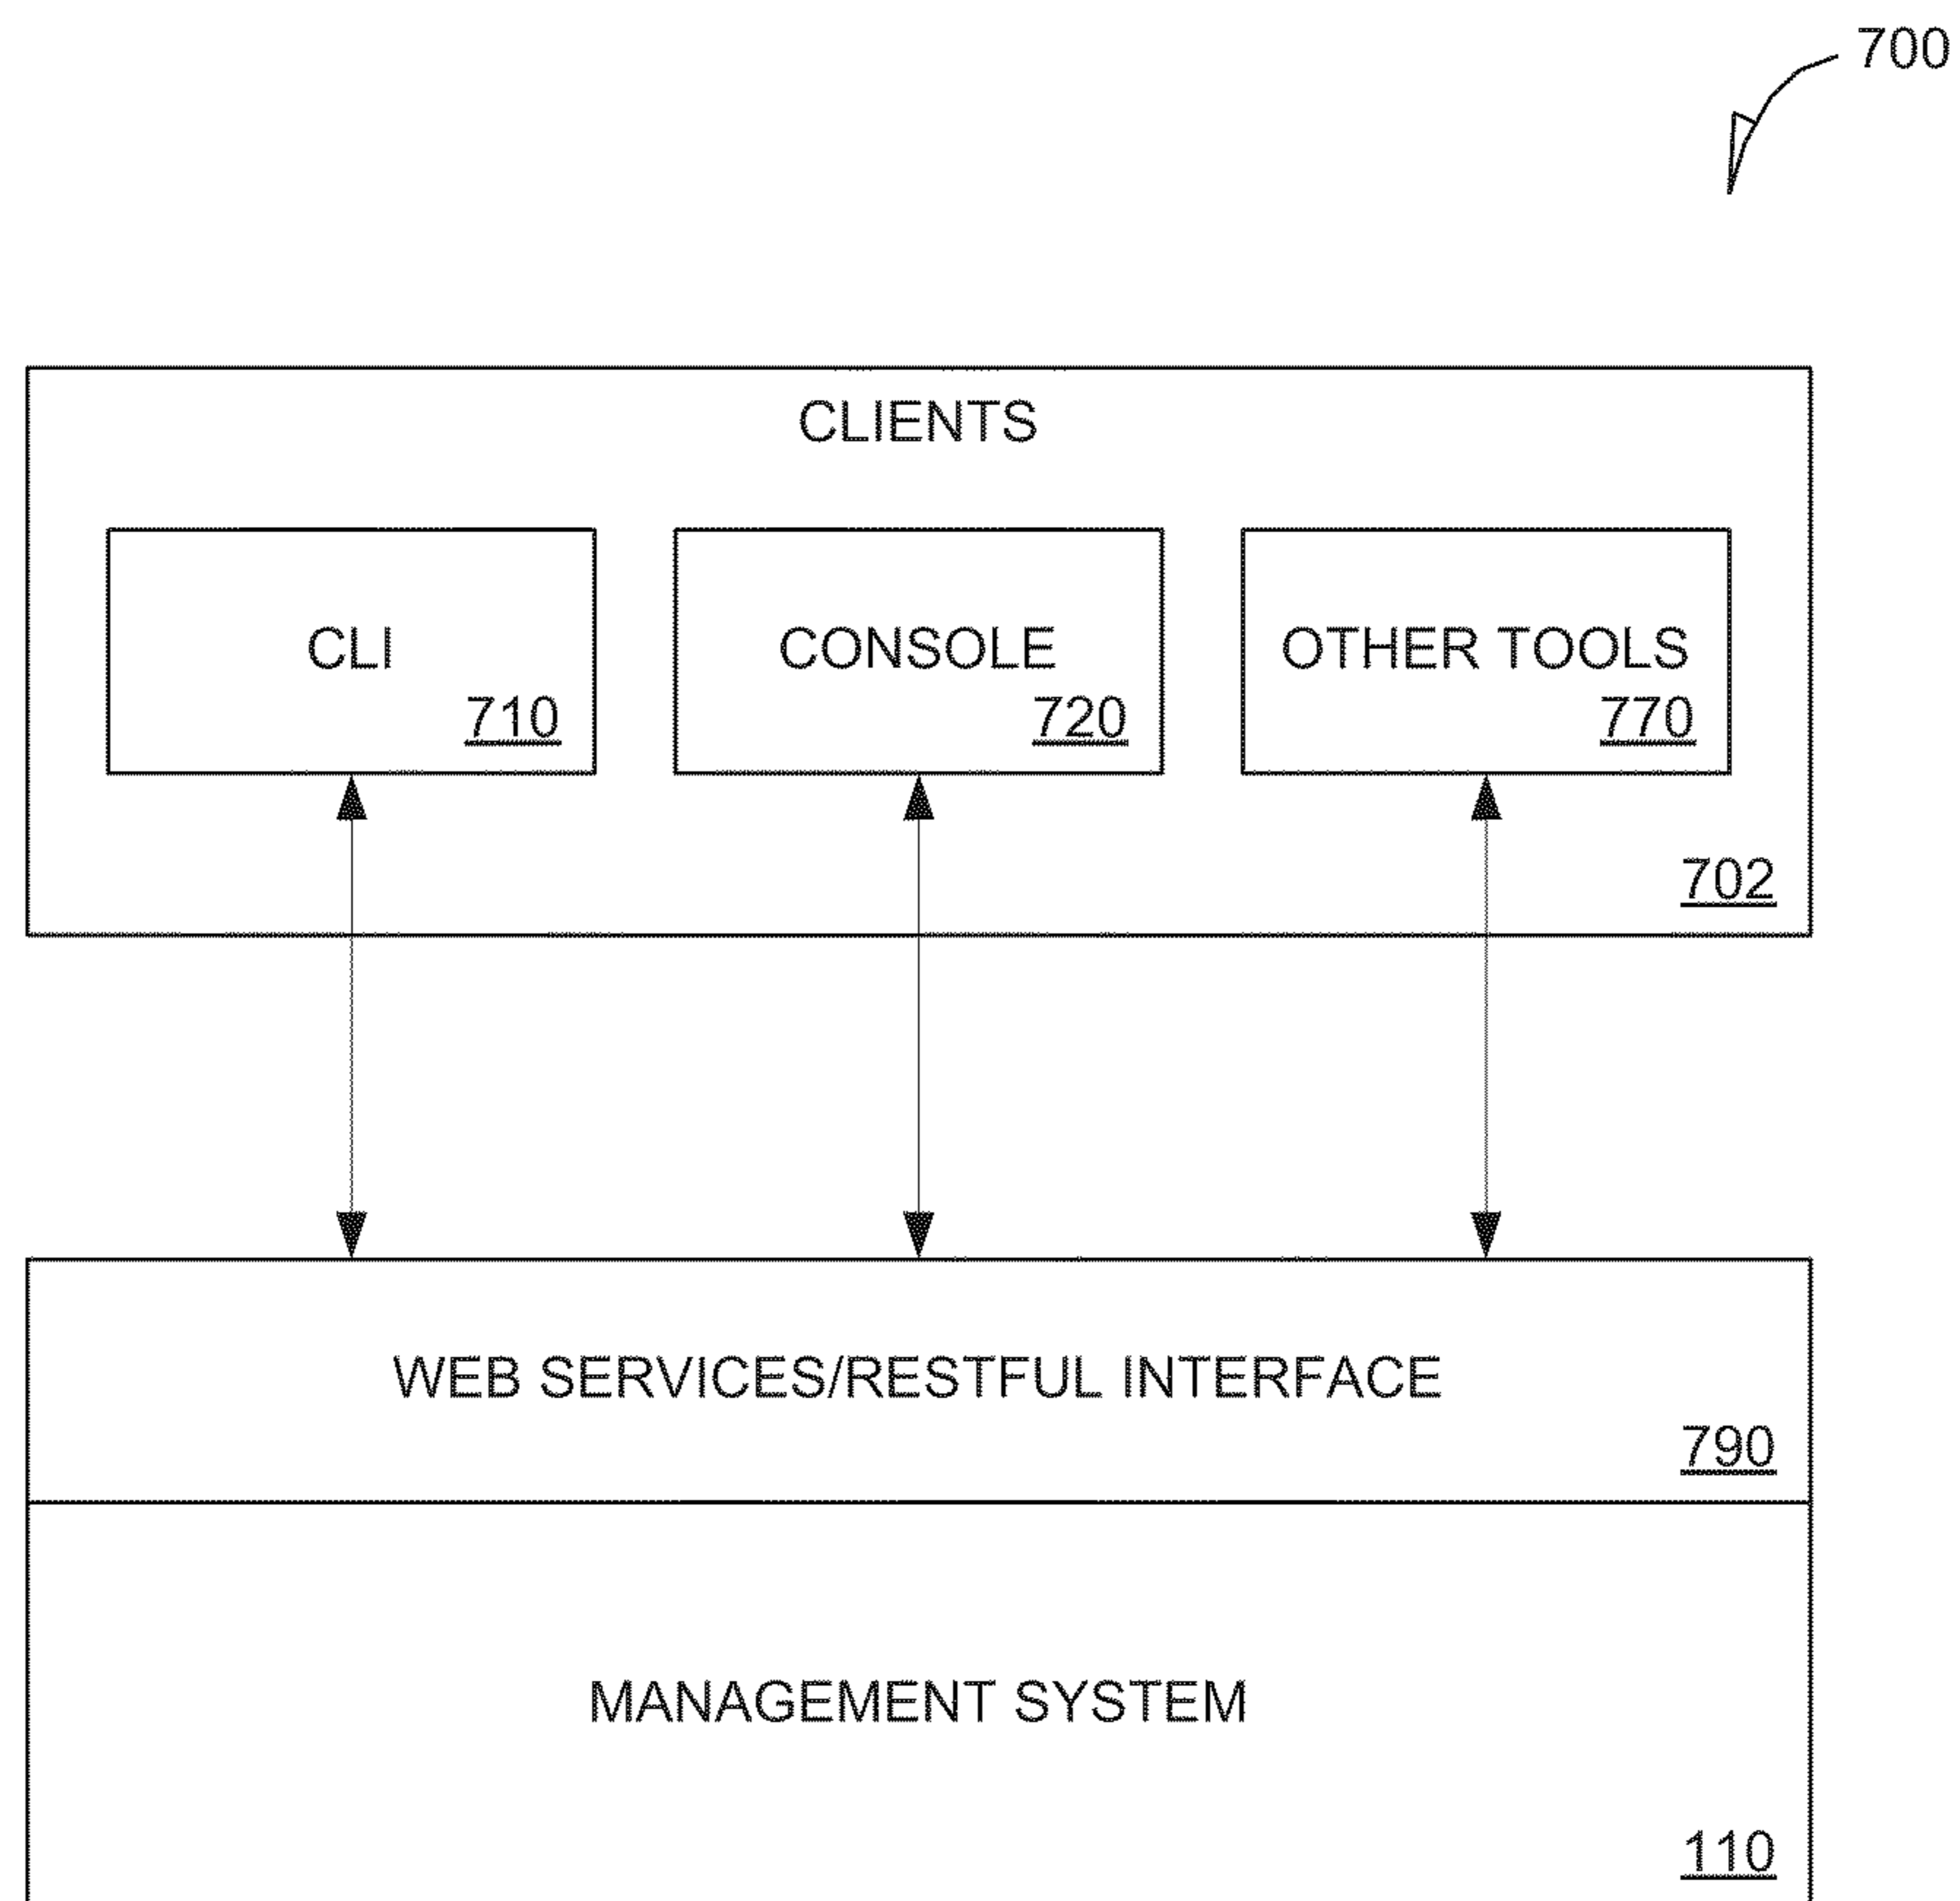 700
CLIENTS
CLI
710
CONSOLE
720
OTHER TOOLS
770
702
WEB SERVICES/RESTFUL INTERFACE
790
MANAGEMENT SYSTEM
110